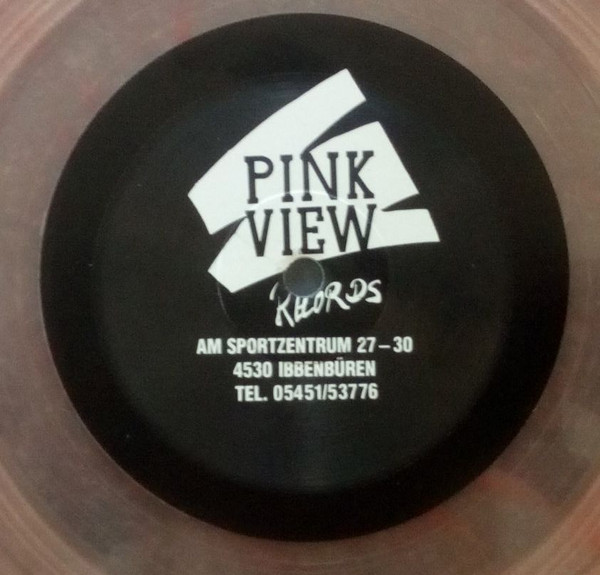 PINK
VIEW
RECORDS
AM SPORTZENTRUM 27–30
4530 IBBENBÜREN
TEL. 05451/53776